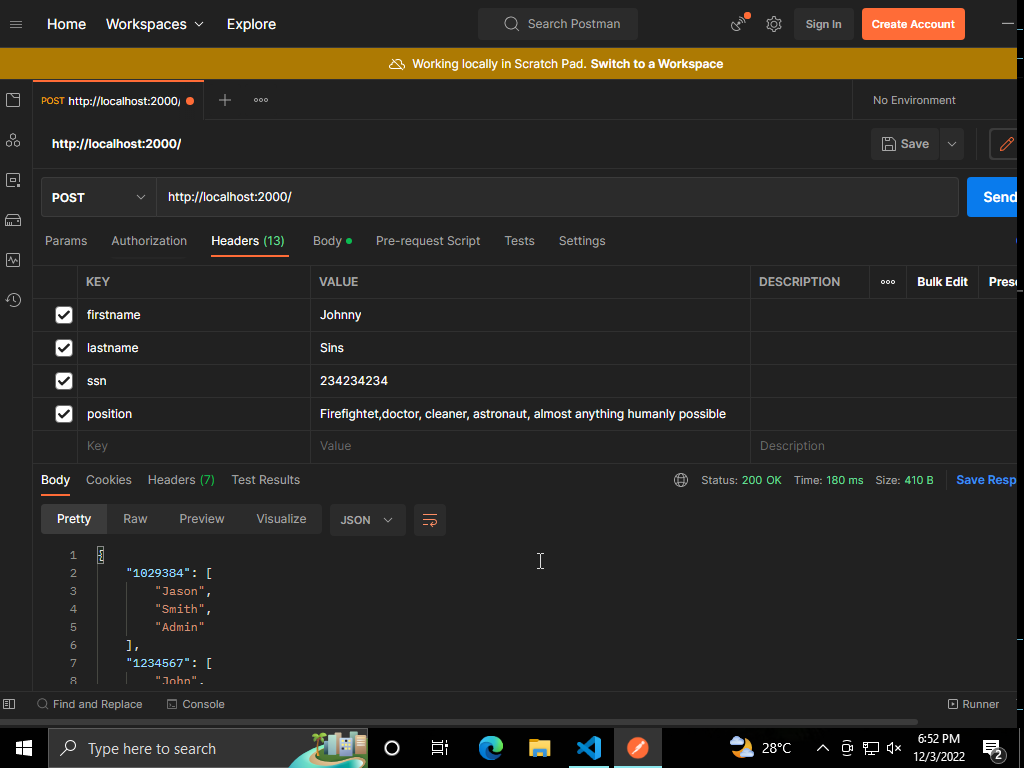 Home Workspaces Explore Search Postman Sign In Create Account
Working locally in Scratch Pad. Switch to a Workspace
POST http://localhost:2000/ No Environment
http://localhost:2000/ Save
POST http://localhost:2000/ Send
Params Authorization Headers (13) Body Pre-request Script Tests Settings
KEY VALUE DESCRIPTION Bulk Edit Prese
firstname Johnny
lastname Sins
ssn 234234234
position Firefightet,doctor, cleaner, astronaut, almost anything humanly possible
Key Value Description
Body Cookies Headers (7) Test Results Status: 200 OK Time: 180 ms Size: 410 B Save Resp
Pretty Raw Preview Visualize JSON
1 {
2 "1029384": [
3 "Jason",
4 "Smith",
5 "Admin"
6 ],
7 "1234567": [
8 "John",
Find and Replace Console Runner
Type here to search 28°C 6:52 PM
12/3/2022 2